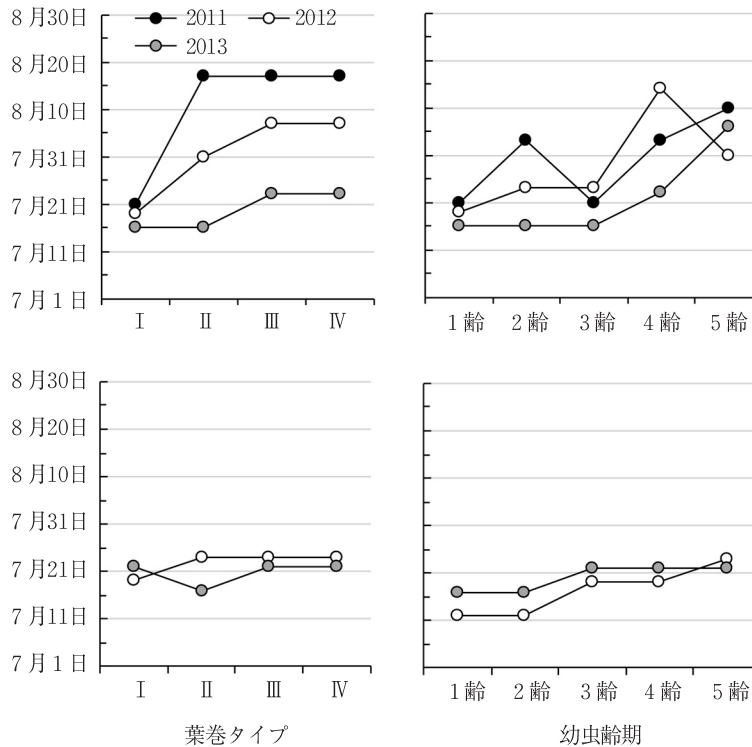 8月30日
8月20日
8月10日
7月31日
7月21日
7月11日
7月1日
2011 2012
2013
Ⅰ Ⅱ Ⅲ Ⅳ
1齢 2齢 3齢 4齢 5齢
8月30日
8月20日
8月10日
7月31日
7月21日
7月11日
7月1日
Ⅰ Ⅱ Ⅲ Ⅳ
1齢 2齢 3齢 4齢 5齢
葉巻タイプ 幼虫齢期